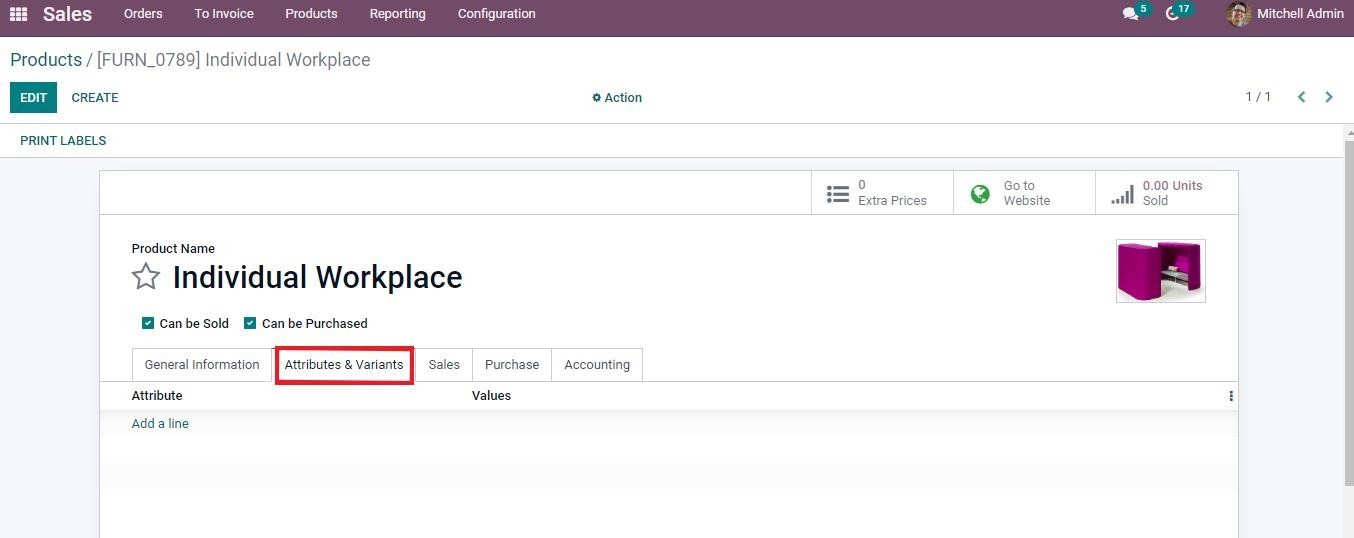 Sales Orders To Invoice Products Reporting Configuration 5 17 Mitchell Admin
Products / [FURN_0789] Individual Workplace
EDIT CREATE Action 1 / 1
PRINT LABELS
0
Extra Prices
Go to
Website
0.00 Units
Sold
Product Name
Individual Workplace
Can be Sold Can be Purchased
General Information Attributes & Variants Sales Purchase Accounting
Attribute Values
Add a line